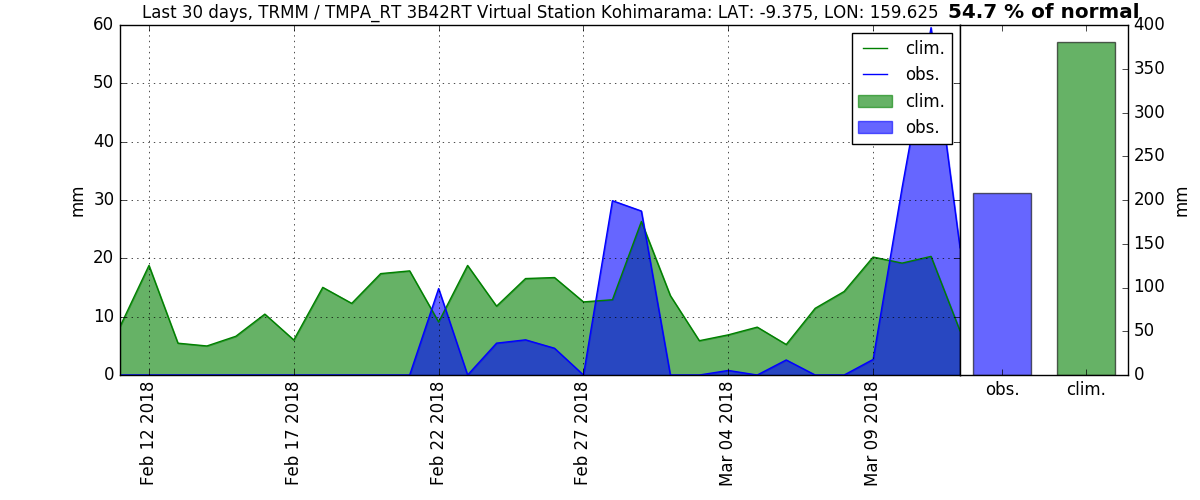 Last 30 days, TRMM / TMPA_RT 3B42RT Virtual Station Kohimarama: LAT: -9.375, LON: 159.625
54.7 % of normal
60
50
40
30
20
10
0
mm
clim.
obs.
clim.
obs.
Feb 12 2018
Feb 17 2018
Feb 22 2018
Feb 27 2018
Mar 04 2018
Mar 09 2018
400
350
300
250
200
150
100
50
0
mm
obs.
clim.